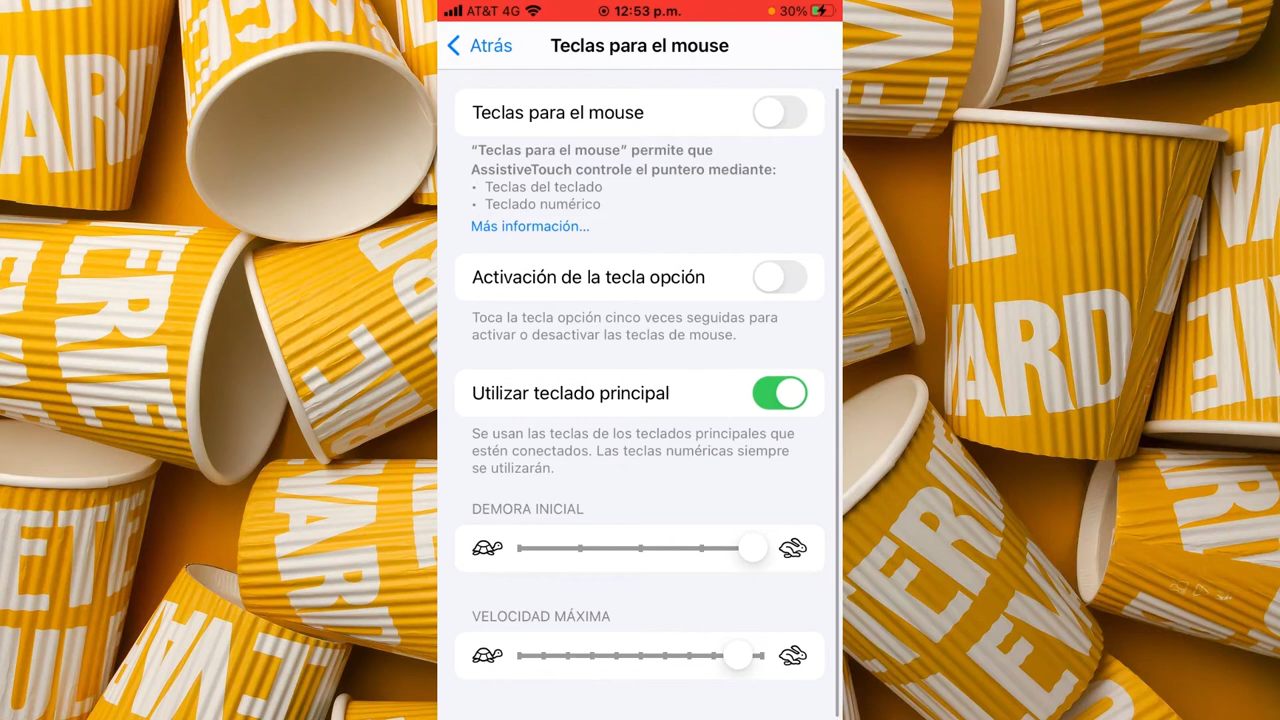 AT&T 4G
12:53 p.m.
30%
Atrás
Teclas para el mouse
Teclas para el mouse
“Teclas para el mouse” permite que
AssistiveTouch controle el puntero mediante:
• Teclas del teclado
• Teclado numérico
Más información...
Activación de la tecla opción
Toca la tecla opción cinco veces seguidas para
activar o desactivar las teclas de mouse.
Utilizar teclado principal
Se usan las teclas de los teclados principales que
estén conectados. Las teclas numéricas siempre
se utilizarán.
DEMORA INICIAL
VELOCIDAD MÁXIMA